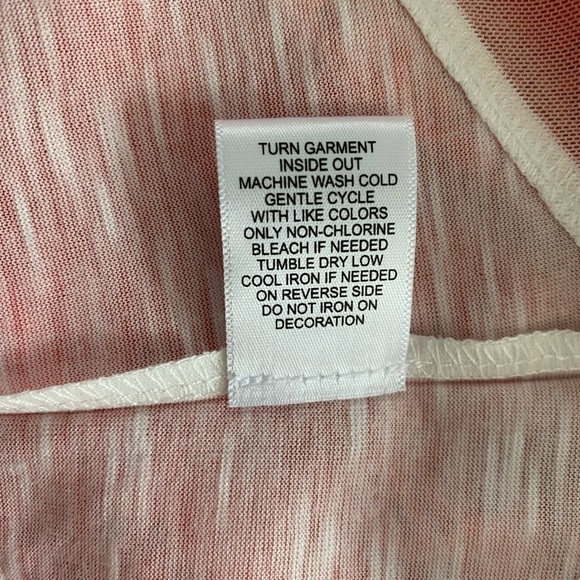 TURN GARMENT
INSIDE OUT
MACHINE WASH COLD
GENTLE CYCLE
WITH LIKE COLORS
ONLY NON-CHLORINE
BLEACH IF NEEDED
TUMBLE DRY LOW
COOL IRON IF NEEDED
ON REVERSE SIDE
DO NOT IRON ON
DECORATION